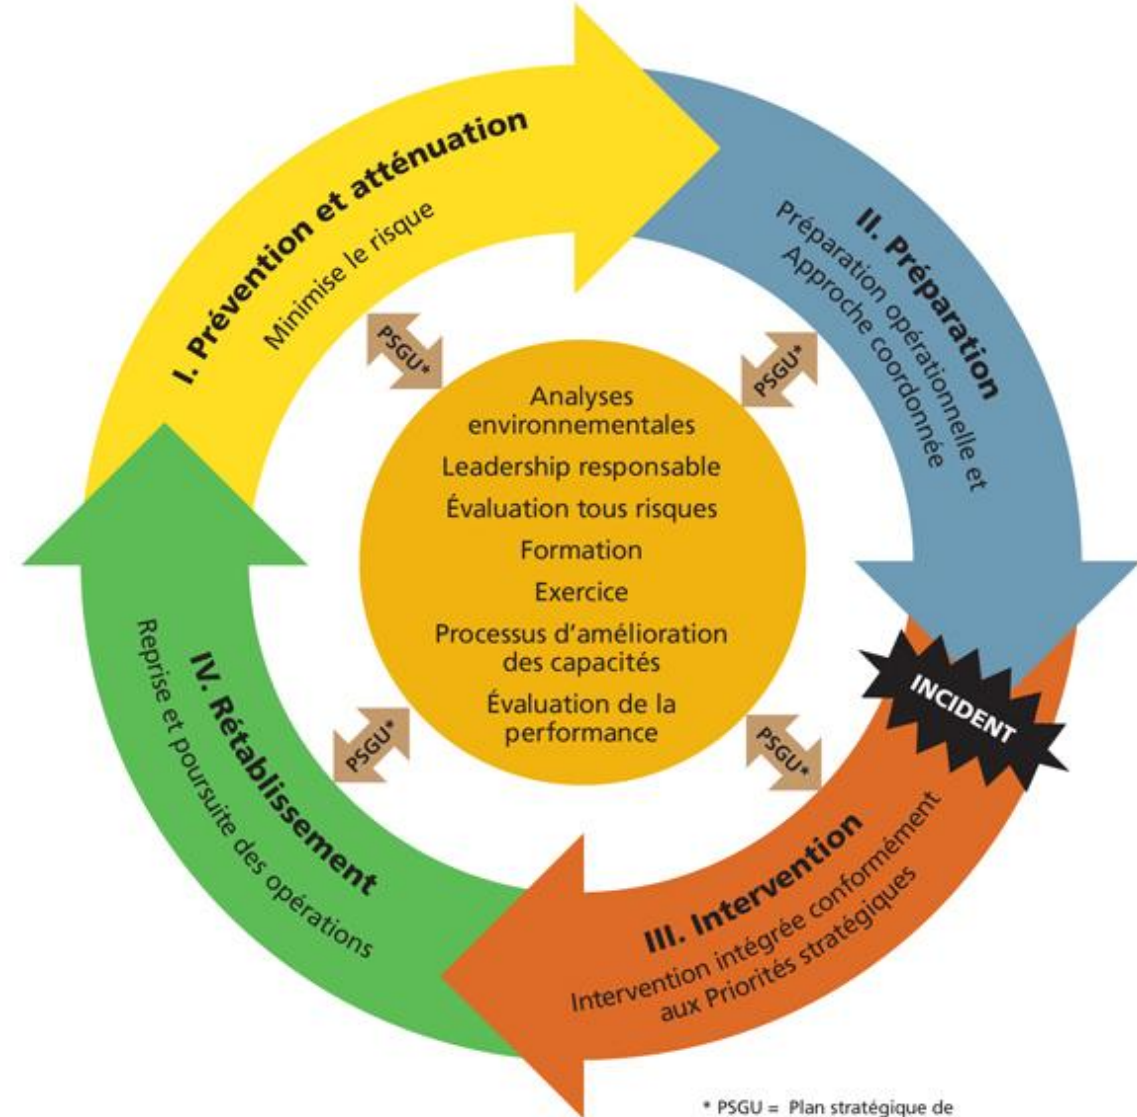 I. Prévention et atténuation
Minimise le risque
II. Préparation
Préparation opérationnelle et
Approche coordonnée
PSGU*
PSGU*
Analyses
environnementales
Leadership responsable
Évaluation tous risques
Formation
Exercice
Processus d'amélioration
des capacités
Évaluation de la
performance
PSGU*
PSGU*
INCIDENT
III. Intervention
Intervention intégrée conformément
aux Priorités stratégiques
IV. Rétablissement
Reprise et poursuite des opérations
* PSGU = Plan stratégique de